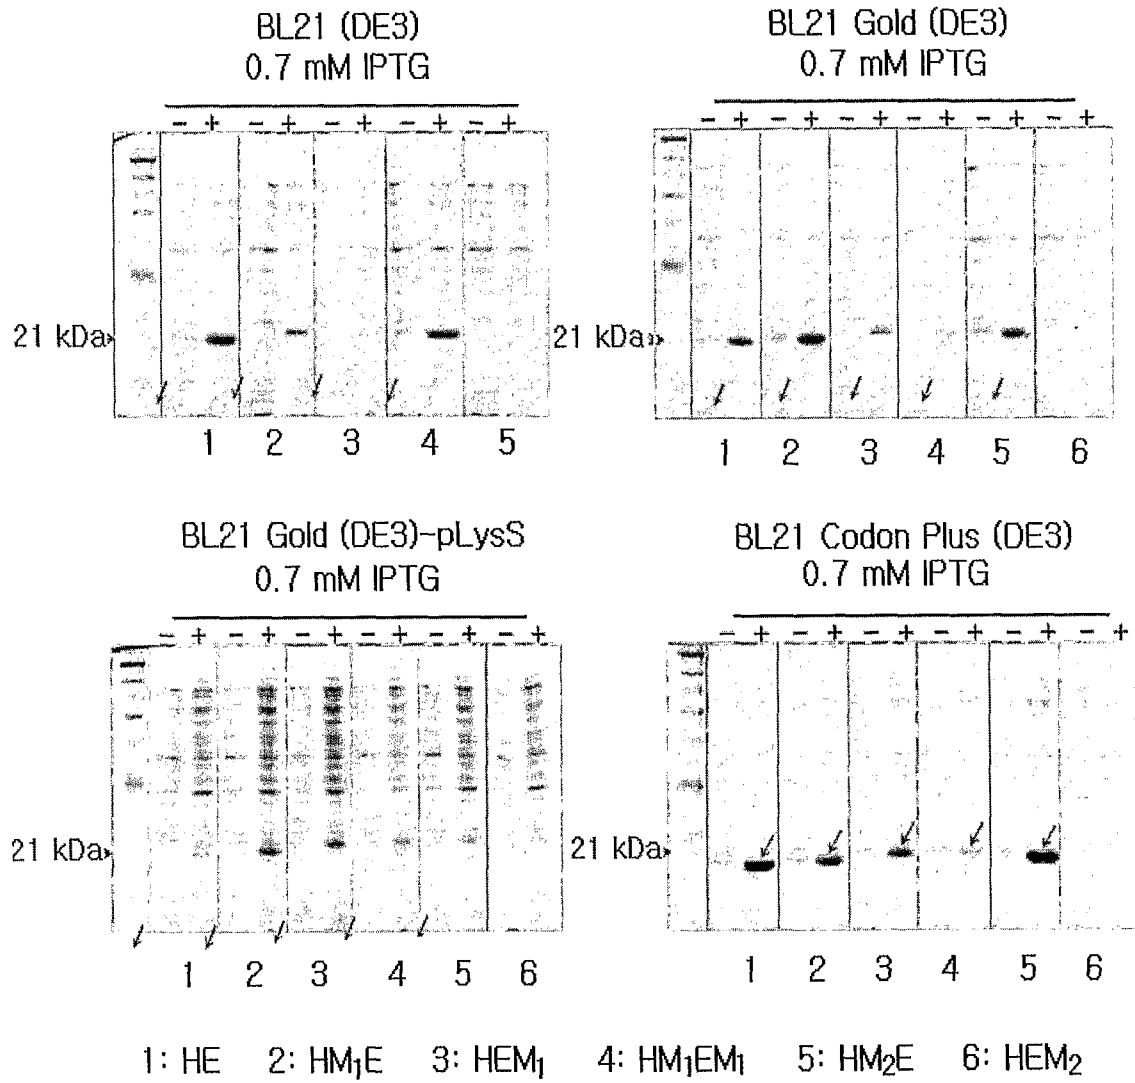 BL21 (DE3)
0.7 mM IPTG
- + - + - + - + - +
21 kDa
1 2 3 4 5
BL21 Gold (DE3)
0.7 mM IPTG
- + - + - + - + - + - +
21 kDa
1 2 3 4 5 6
BL21 Gold (DE3)-pLysS
0.7 mM IPTG
- + - + - + - + - + - +
21 kDa
1 2 3 4 5 6
BL21 Codon Plus (DE3)
0.7 mM IPTG
- + - + - + - + - + - +
21 kDa
1 2 3 4 5 6
1: HE 2: HM₁E 3: HEM₁ 4: HM₁EM₁ 5: HM₂E 6: HEM₂